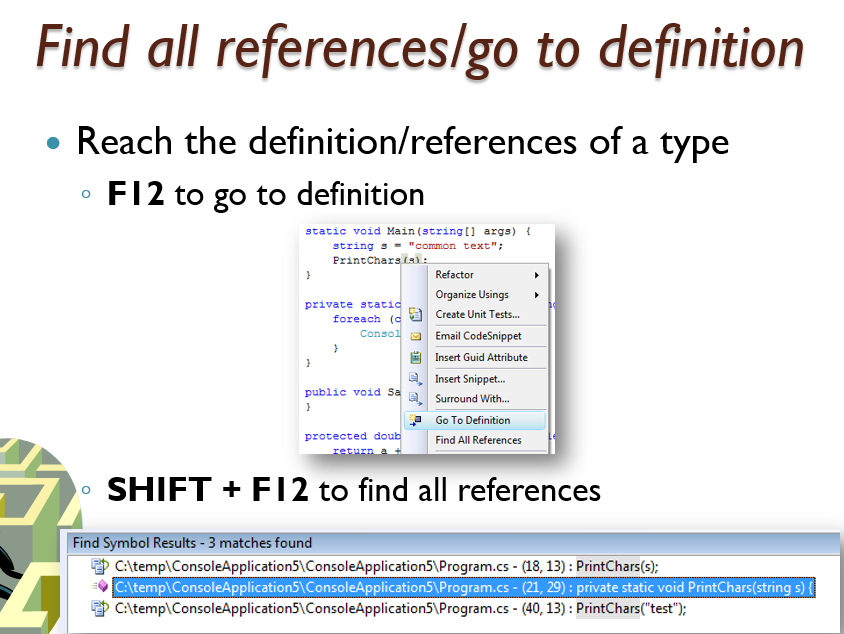 Find all references/go to definition
Reach the definition/references of a type
F12 to go to definition
static void Main(string[] args) {
string s = "common text";
PrintChars(s);
}
Refactor
Organize Usings
private static
Create Unit Tests...
foreach (c
Email CodeSnippet
Consol
}
Insert Guid Attribute
}
Insert Snippet...
public void Sa
Surround With...
}
Go To Definition
protected doub
Find All References
return a +
SHIFT + F12 to find all references
Find Symbol Results - 3 matches found
C:\temp\ConsoleApplication5\ConsoleApplication5\Program.cs - (18, 13) : PrintChars(s);
C:\temp\ConsoleApplication5\ConsoleApplication5\Program.cs - (21, 29) : private static void PrintChars(string s) {
C:\temp\ConsoleApplication5\ConsoleApplication5\Program.cs - (40, 13) : PrintChars("test");